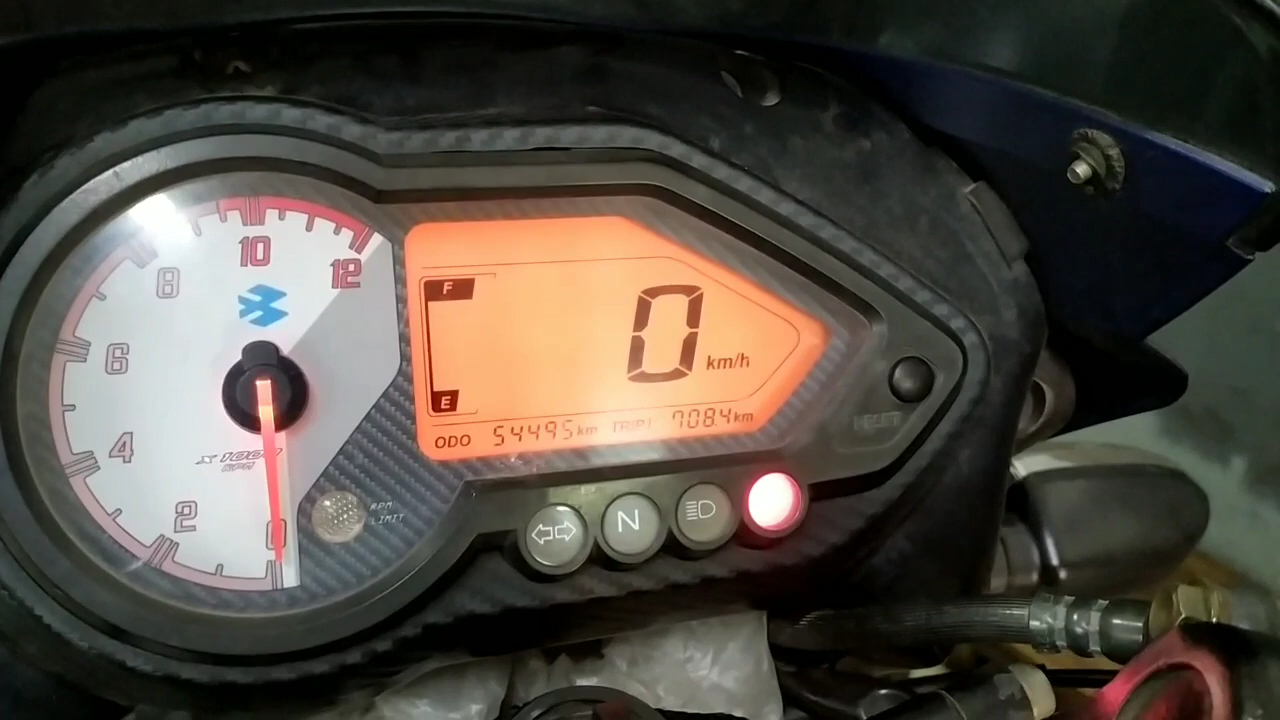 10
12
8
6
4
2
0
x 1000
RPM
RPM
LIMIT
F
E
0 km/h
ODO 54495 km TRIP1 708.4 km
N